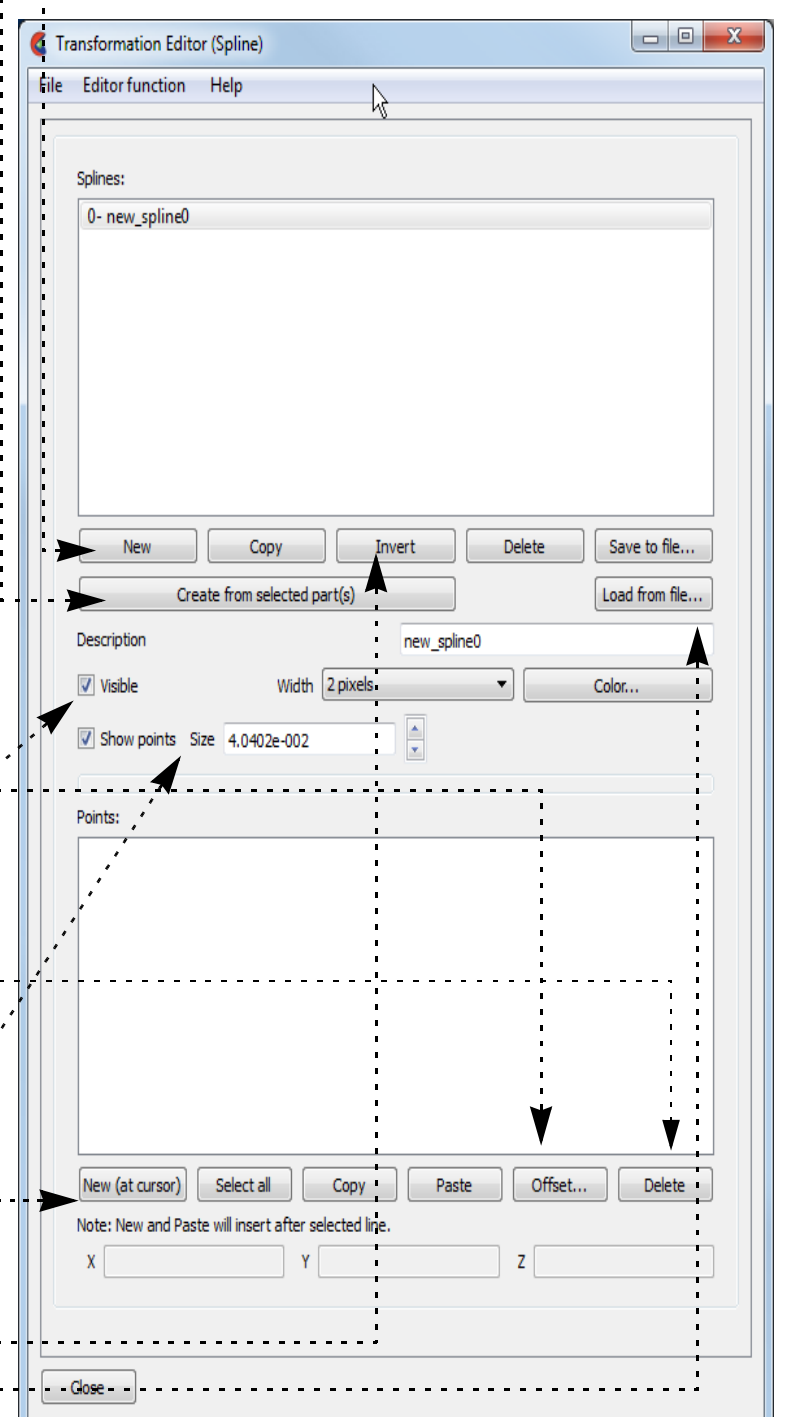 Transformation Editor (Spline)
File Editor function Help
Splines:
0- new_spline0
New Copy Invert Delete Save to file...
Create from selected part(s) Load from file...
Description new_spline0
Visible Width 2 pixels Color...
Show points Size 4.0402e-002
Points:
New (at cursor) Select all Copy Paste Offset... Delete
Note: New and Paste will insert after selected line.
X Y Z
Close